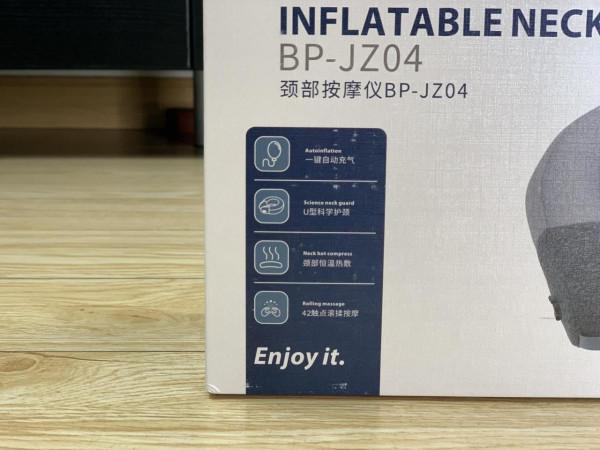 INFLATABLE NECK
BP-JZ04
颈部按摩仪BP-JZ04
Autoinflation
一键自动充气
Science neck guard
U型科学护颈
Neck hot compress
颈部恒温热敷
Rolling massage
42触点滚揉按摩
Enjoy it.